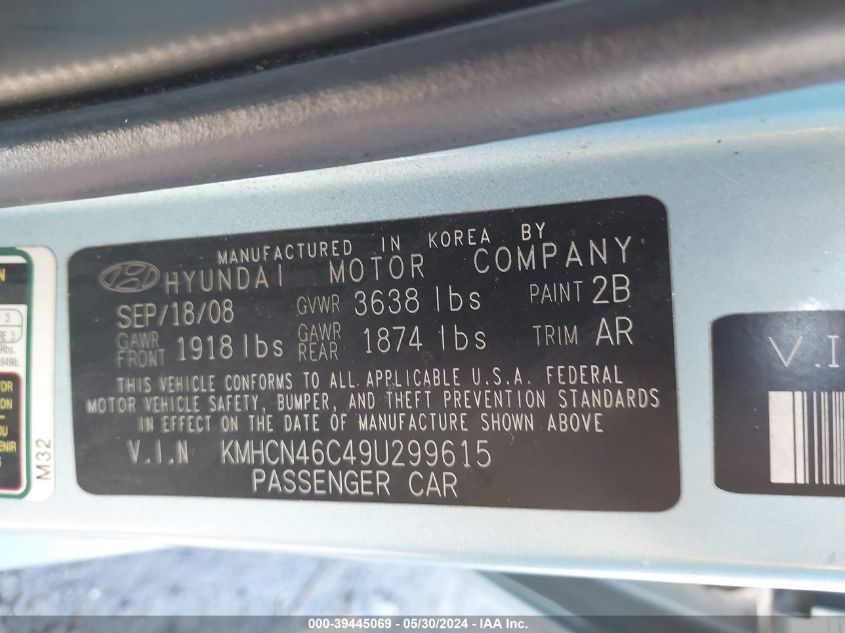 MANUFACTURED IN KOREA BY
HYUNDAI MOTOR COMPANY
SEP/18/08 GVWR 3638 lbs PAINT 2B
GAWR FRONT 1918 lbs GAWR REAR 1874 lbs TRIM AR
THIS VEHICLE CONFORMS TO ALL APPLICABLE U.S.A. FEDERAL
MOTOR VEHICLE SAFETY, BUMPER, AND THEFT PREVENTION STANDARDS
IN EFFECT ON THE DATE OF MANUFACTURE SHOWN ABOVE
V.I.N KMHCN46C49U299615
PASSENGER CAR
M32
V.I
000-39445069 - 05/30/2024 - IAA Inc.